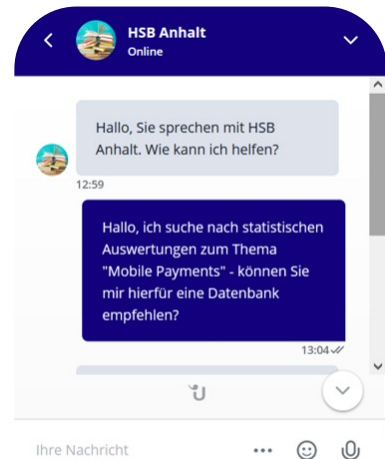 HSB Anhalt
Online
Hallo, Sie sprechen mit HSB
Anhalt. Wie kann ich helfen?
12:59
Hallo, ich suche nach statistischen
Auswertungen zum Thema
"Mobile Payments" - können Sie
mir hierfür eine Datenbank
empfehlen?
13:04
Ihre Nachricht